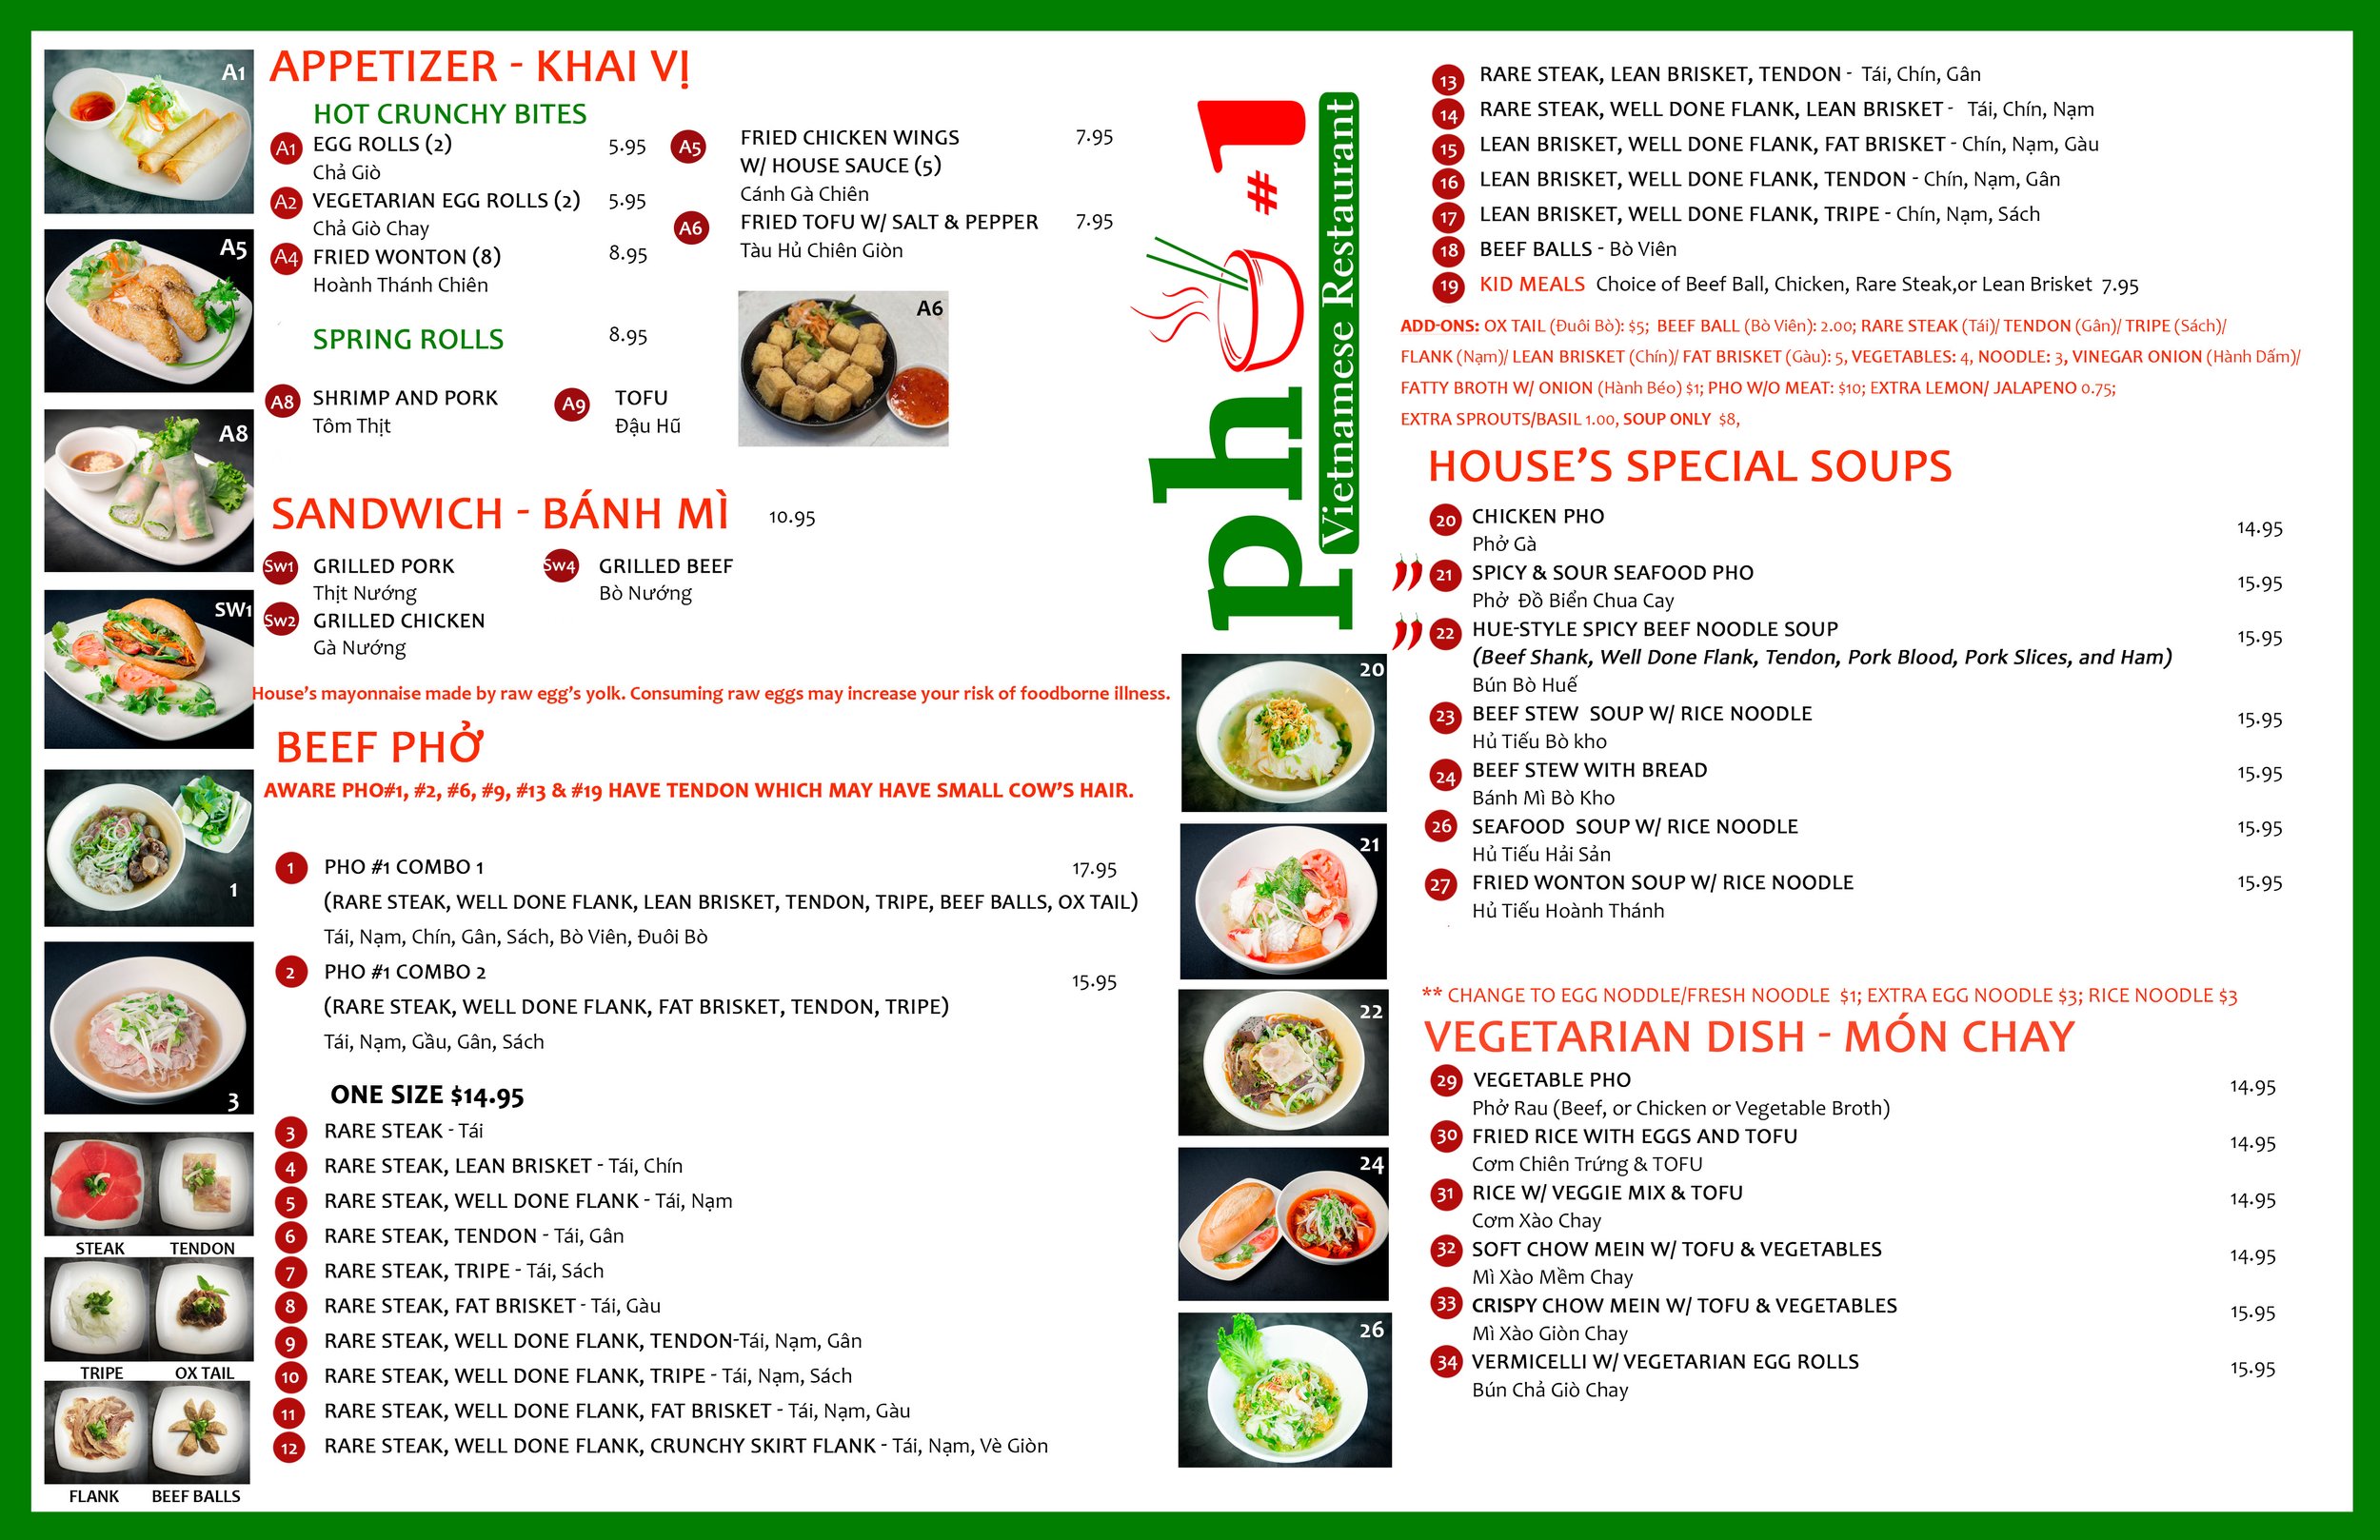 A1
A5
A8
SW1
1
3
STEAK TENDON
TRIPE OX TAIL
FLANK BEEF BALLS
APPETIZER - KHAI VỊ
HOT CRUNCHY BITES
A1 EGG ROLLS (2) 5.95
Chả Giò
A2 VEGETARIAN EGG ROLLS (2) 5.95
Chả Giò Chay
A4 FRIED WONTON (8) 8.95
Hoành Thánh Chiên
A5 FRIED CHICKEN WINGS 7.95
W/ HOUSE SAUCE (5)
Cánh Gà Chiên
A6 FRIED TOFU W/ SALT & PEPPER 7.95
Tàu Hủ Chiên Giòn
A6
SPRING ROLLS 8.95
A8 SHRIMP AND PORK
Tôm Thịt
A9 TOFU
Đậu Hũ
SANDWICH - BÁNH MÌ 10.95
Sw1 GRILLED PORK
Thịt Nướng
Sw2 GRILLED CHICKEN
Gà Nướng
Sw4 GRILLED BEEF
Bò Nướng
House's mayonnaise made by raw egg's yolk. Consuming raw eggs may increase your risk of foodborne illness.
BEEF PHỞ
AWARE PHO#1, #2, #6, #9, #13 & #19 HAVE TENDON WHICH MAY HAVE SMALL COW'S HAIR.
1 PHO #1 COMBO 1 17.95
(RARE STEAK, WELL DONE FLANK, LEAN BRISKET, TENDON, TRIPE, BEEF BALLS, OX TAIL)
Tái, Nạm, Chín, Gân, Sách, Bò Viên, Đuôi Bò
2 PHO #1 COMBO 2 15.95
(RARE STEAK, WELL DONE FLANK, FAT BRISKET, TENDON, TRIPE)
Tái, Nạm, Gầu, Gân, Sách
ONE SIZE $14.95
3 RARE STEAK - Tái
4 RARE STEAK, LEAN BRISKET - Tái, Chín
5 RARE STEAK, WELL DONE FLANK - Tái, Nạm
6 RARE STEAK, TENDON - Tái, Gân
7 RARE STEAK, TRIPE - Tái, Sách
8 RARE STEAK, FAT BRISKET - Tái, Gàu
9 RARE STEAK, WELL DONE FLANK, TENDON-Tái, Nạm, Gân
10 RARE STEAK, WELL DONE FLANK, TRIPE - Tái, Nạm, Sách
11 RARE STEAK, WELL DONE FLANK, FAT BRISKET - Tái, Nạm, Gàu
12 RARE STEAK, WELL DONE FLANK, CRUNCHY SKIRT FLANK - Tái, Nạm, Vè Giòn
ph #1
Vietnamese Restaurant
20
21
22
24
26
13 RARE STEAK, LEAN BRISKET, TENDON - Tái, Chín, Gân
14 RARE STEAK, WELL DONE FLANK, LEAN BRISKET - Tái, Chín, Nạm
15 LEAN BRISKET, WELL DONE FLANK, FAT BRISKET - Chín, Nạm, Gàu
16 LEAN BRISKET, WELL DONE FLANK, TENDON - Chín, Nạm, Gân
17 LEAN BRISKET, WELL DONE FLANK, TRIPE - Chín, Nạm, Sách
18 BEEF BALLS - Bò Viên
19 KID MEALS Choice of Beef Ball, Chicken, Rare Steak,or Lean Brisket 7.95
ADD-ONS: OX TAIL (Đuôi Bò): $5; BEEF BALL (Bò Viên): 2.00; RARE STEAK (Tái)/ TENDON (Gân)/ TRIPE (Sách)/
FLANK (Nạm)/ LEAN BRISKET (Chín)/ FAT BRISKET (Gàu): 5, VEGETABLES: 4, NOODLE: 3, VINEGAR ONION (Hành Dấm)/
FATTY BROTH W/ ONION (Hành Béo) $1; PHO W/O MEAT: $10; EXTRA LEMON/ JALAPENO 0.75;
EXTRA SPROUTS/BASIL 1.00, SOUP ONLY $8,
HOUSE'S SPECIAL SOUPS
20 CHICKEN PHO 14.95
Phở Gà
21 SPICY & SOUR SEAFOOD PHO 15.95
Phở Đồ Biển Chua Cay
22 HUE-STYLE SPICY BEEF NOODLE SOUP 15.95
(Beef Shank, Well Done Flank, Tendon, Pork Blood, Pork Slices, and Ham)
Bún Bò Huế
23 BEEF STEW SOUP W/ RICE NOODLE 15.95
Hủ Tiếu Bò kho
24 BEEF STEW WITH BREAD 15.95
Bánh Mì Bò Kho
26 SEAFOOD SOUP W/ RICE NOODLE 15.95
Hủ Tiếu Hải Sản
27 FRIED WONTON SOUP W/ RICE NOODLE 15.95
Hủ Tiếu Hoành Thánh
** CHANGE TO EGG NODDLE/FRESH NOODLE $1; EXTRA EGG NOODLE $3; RICE NOODLE $3
VEGETARIAN DISH - MÓN CHAY
29 VEGETABLE PHO 14.95
Phở Rau (Beef, or Chicken or Vegetable Broth)
30 FRIED RICE WITH EGGS AND TOFU 14.95
Cơm Chiên Trứng & TOFU
31 RICE W/ VEGGIE MIX & TOFU 14.95
Cơm Xào Chay
32 SOFT CHOW MEIN W/ TOFU & VEGETABLES 14.95
Mì Xào Mềm Chay
33 CRISPY CHOW MEIN W/ TOFU & VEGETABLES 15.95
Mì Xào Giòn Chay
34 VERMICELLI W/ VEGETARIAN EGG ROLLS 15.95
Bún Chả Giò Chay